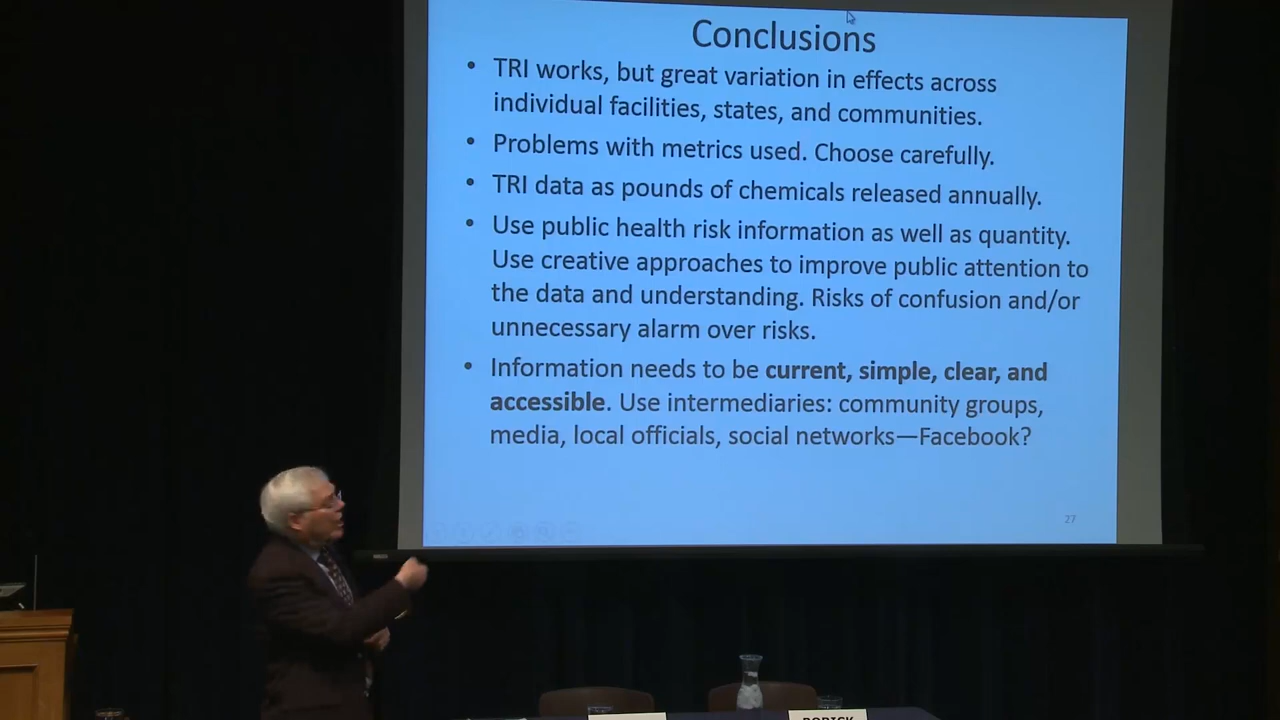 Conclusions
• TRI works, but great variation in effects across
individual facilities, states, and communities.
• Problems with metrics used. Choose carefully.
• TRI data as pounds of chemicals released annually.
• Use public health risk information as well as quantity.
Use creative approaches to improve public attention to
the data and understanding. Risks of confusion and/or
unnecessary alarm over risks.
• Information needs to be current, simple, clear, and
accessible. Use intermediaries: community groups,
media, local officials, social networks—Facebook?
27